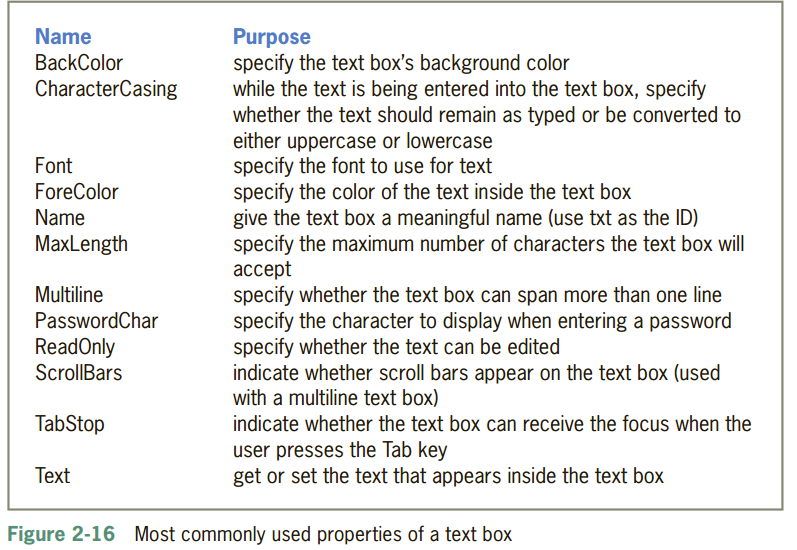 Name Purpose
BackColor specify the text box's background color
CharacterCasing while the text is being entered into the text box, specify
whether the text should remain as typed or be converted to
either uppercase or lowercase
Font specify the font to use for text
ForeColor specify the color of the text inside the text box
Name give the text box a meaningful name (use txt as the ID)
MaxLength specify the maximum number of characters the text box will
accept
Multiline specify whether the text box can span more than one line
PasswordChar specify the character to display when entering a password
ReadOnly specify whether the text can be edited
ScrollBars indicate whether scroll bars appear on the text box (used
with a multiline text box)
TabStop indicate whether the text box can receive the focus when the
user presses the Tab key
Text get or set the text that appears inside the text box
Figure 2-16 Most commonly used properties of a text box